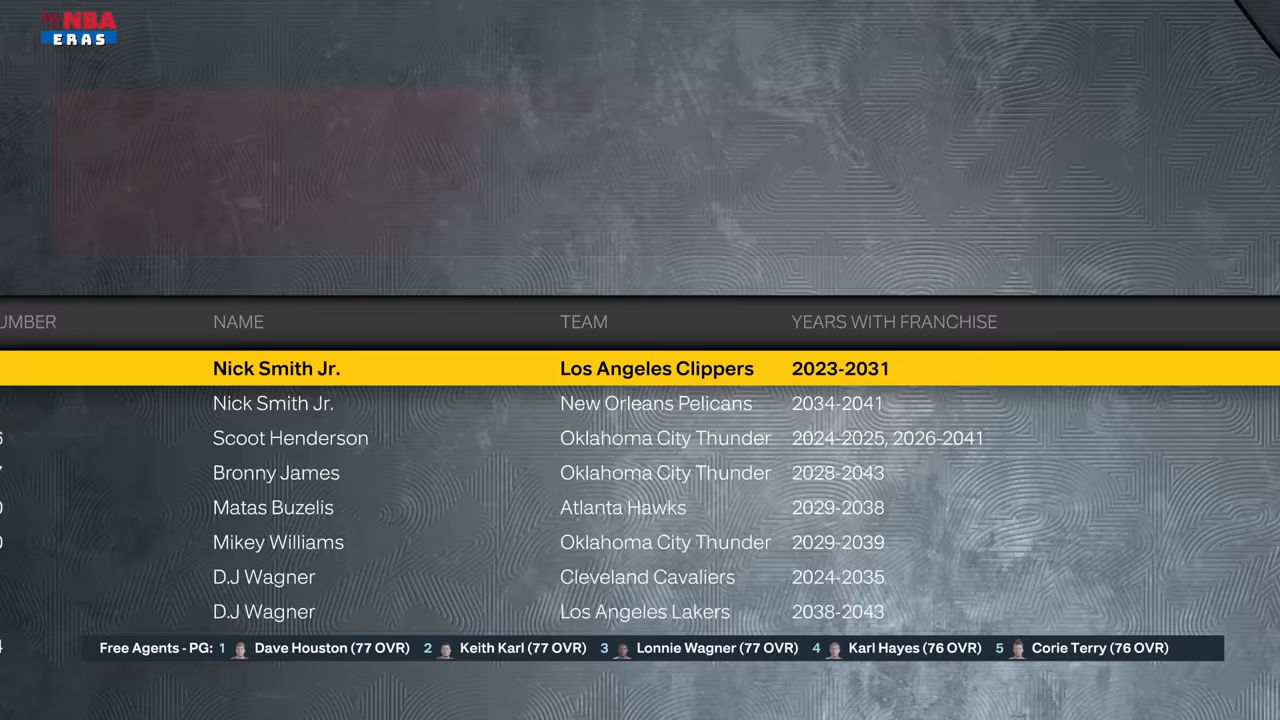 NBA
ERAS
UMBER NAME TEAM YEARS WITH FRANCHISE
Nick Smith Jr. Los Angeles Clippers 2023-2031
Nick Smith Jr. New Orleans Pelicans 2034-2041
Scoot Henderson Oklahoma City Thunder 2024-2025, 2026-2041
Bronny James Oklahoma City Thunder 2028-2043
Matas Buzelis Atlanta Hawks 2029-2038
Mikey Williams Oklahoma City Thunder 2029-2039
D.J Wagner Cleveland Cavaliers 2024-2035
D.J Wagner Los Angeles Lakers 2038-2043
Free Agents - PG: 1 Dave Houston (77 OVR) 2 Keith Karl (77 OVR) 3 Lonnie Wagner (77 OVR) 4 Karl Hayes (76 OVR) 5 Corie Terry (76 OVR)